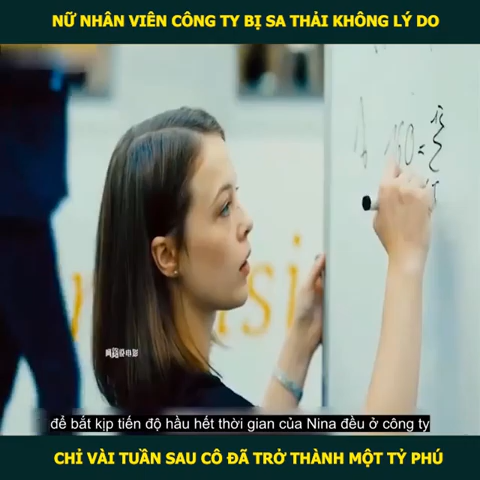 NỮ NHÂN VIÊN CÔNG TY BỊ SA THẢI KHÔNG LÝ DO
để bắt kịp tiến độ hầu hết thời gian của Nina đều ở công ty
CHỈ VÀI TUẦN SAU CÔ ĐÃ TRỞ THÀNH MỘT TỶ PHÚ